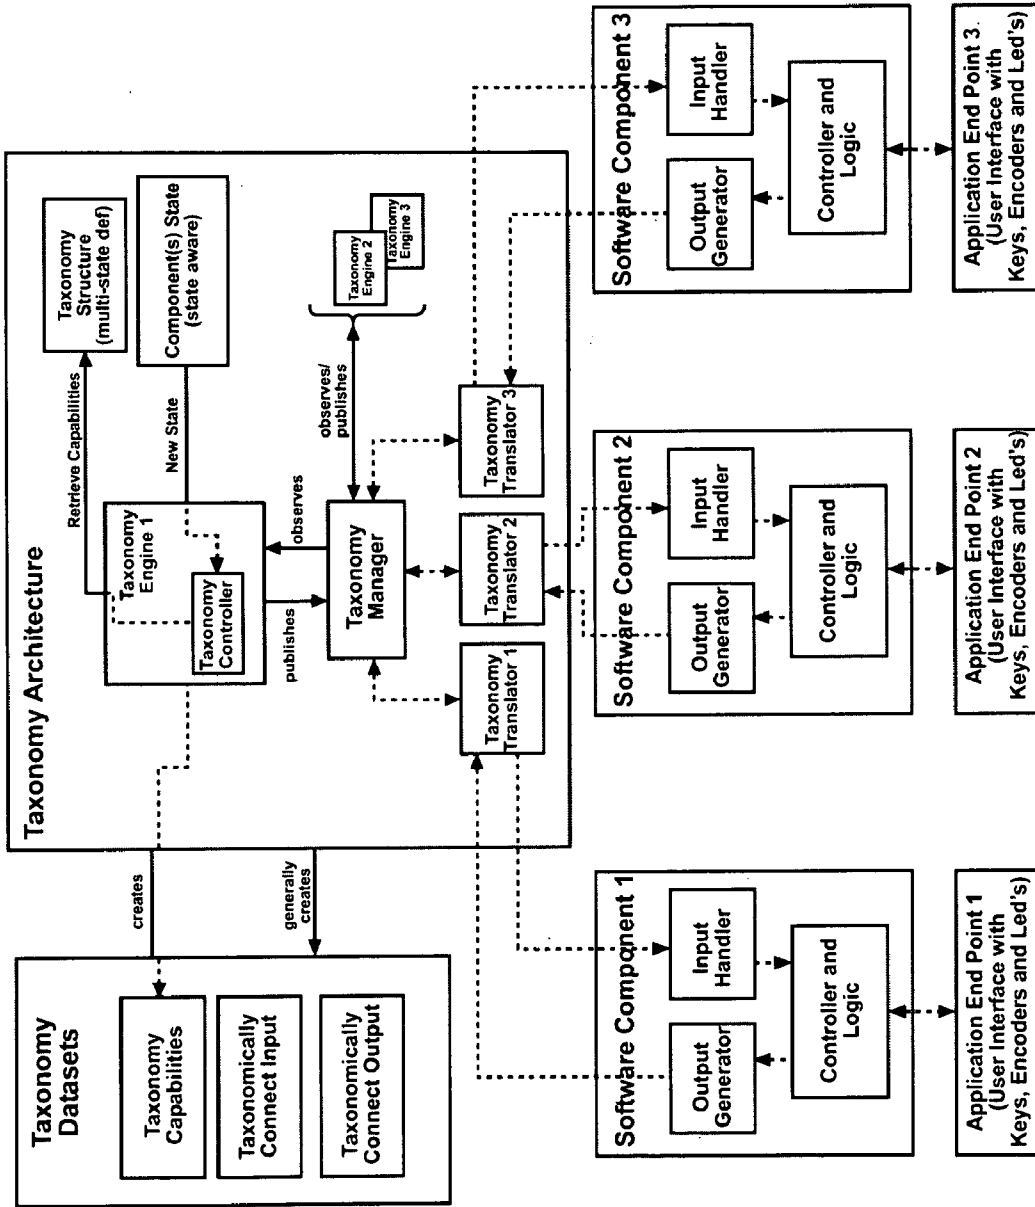 Taxonomy
Datasets
Taxonomy
Capabilities
Taxonomically
Connect Input
Taxonomically
Connect Output
creates
generally
creates
Taxonomy Architecture
Taxonomy
Engine 1
Taxonomy
Controller
Retrieve Capabilities
New State
Taxonomy
Structure
(multi-state def)
Component(s) State
(state aware)
publishes
observes
Taxonomy
Manager
observes/
publishes
Taxonomy
Engine 2
Taxonomy
Engine 3
Taxonomy
Translator 1
Taxonomy
Translator 2
Taxonomy
Translator 3
Software Component 1
Output
Generator
Input
Handler
Controller and
Logic
Software Component 2
Output
Generator
Input
Handler
Controller and
Logic
Software Component 3
Output
Generator
Input
Handler
Controller and
Logic
Application End Point 1
(User Interface with
Keys, Encoders and Led's)
Application End Point 2
(User Interface with
Keys, Encoders and Led's)
Application End Point 3
(User Interface with
Keys, Encoders and Led's)